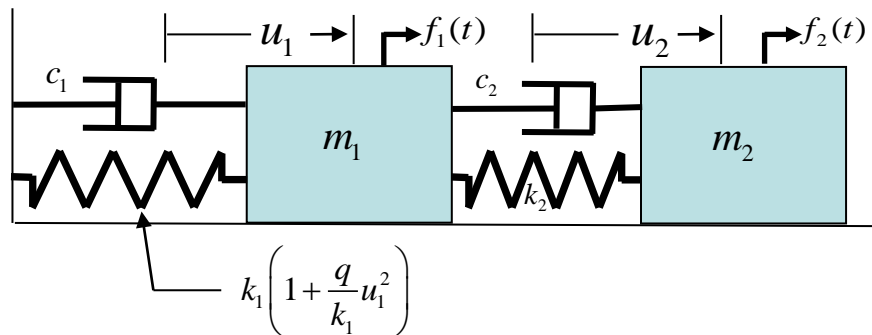 u₁ f₁(t) u₂ f₂(t)
c₁ c₂
m₁ m₂
k₂
k₁(1 + q/k₁ u₁²)